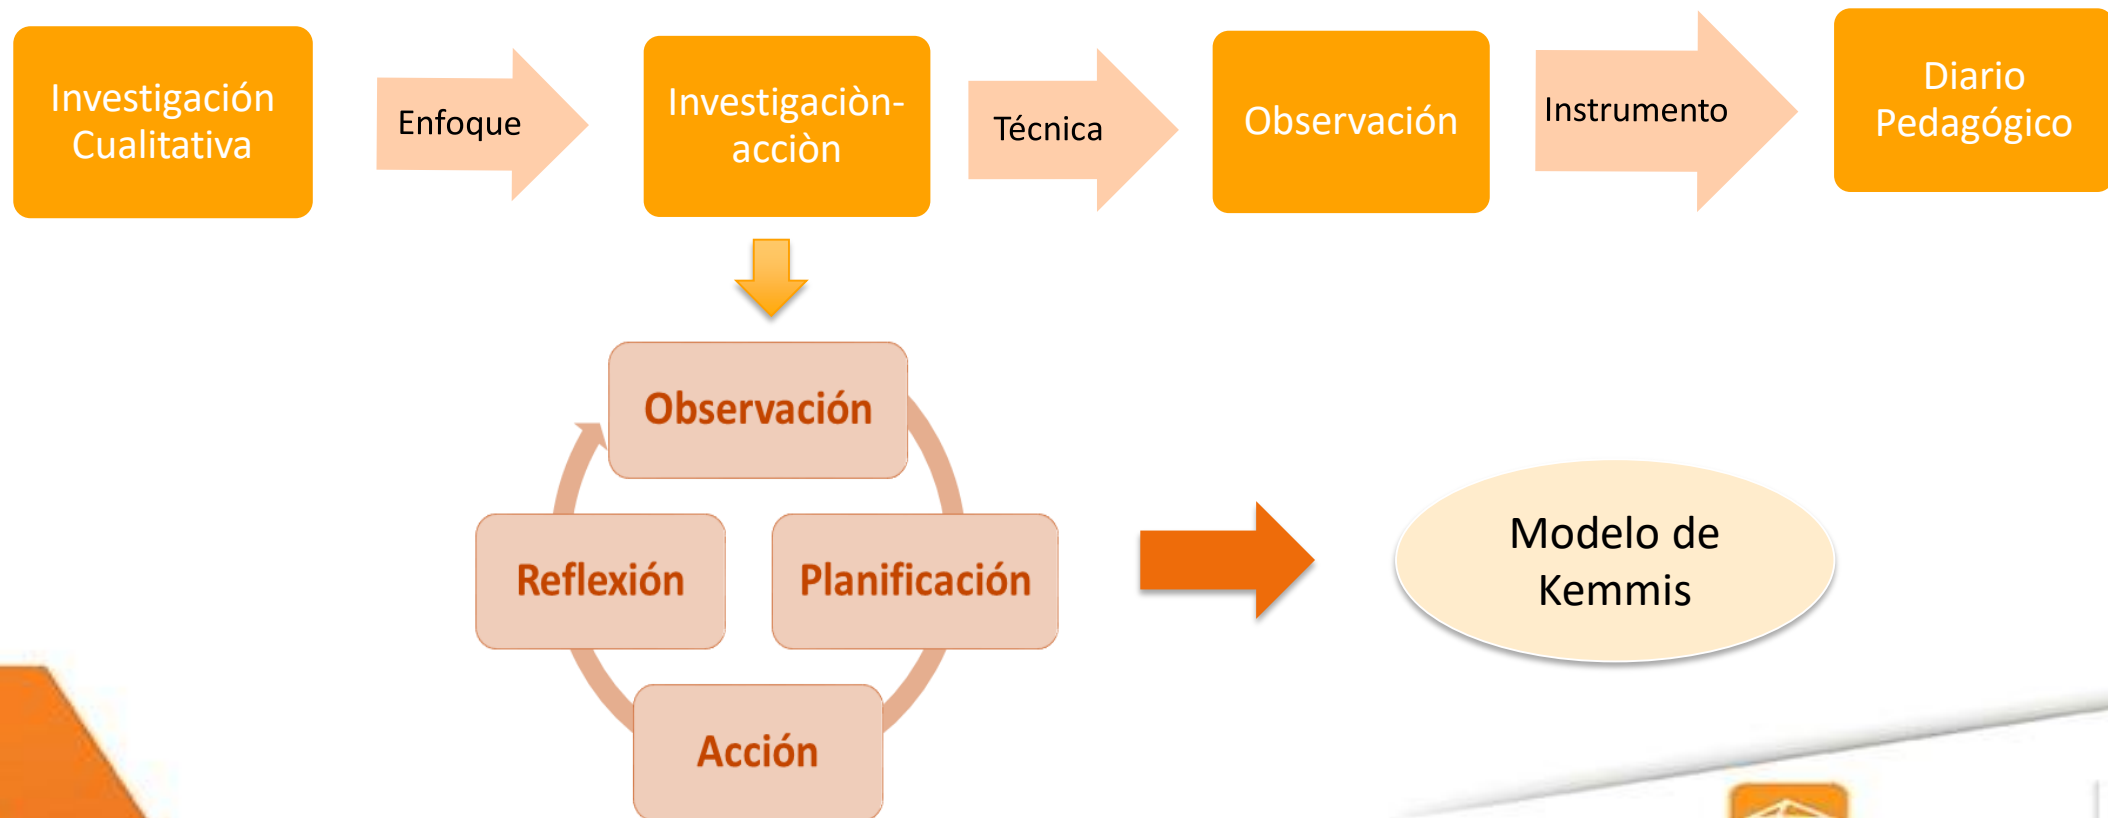 Investigación
Cualitativa
Enfoque
Investigaciòn-
acciòn
Técnica
Observación
Instrumento
Diario
Pedagógico
Observación
Reflexión
Planificación
Acción
Modelo de
Kemmis